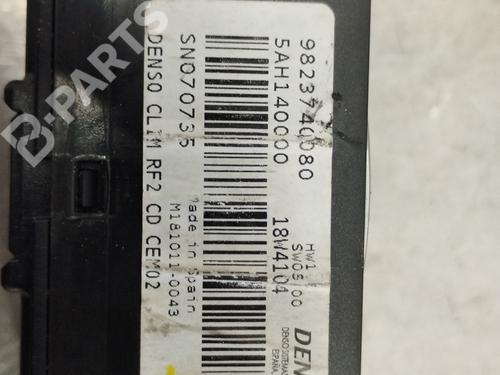 9823740080
5AH140000
18W4104
HW1
SW05.00
DENSO SISTEMAS
ESPAÑA
SN070735
Made in Spain
M181011-0043
DENSO CLIM RF2 CD CEM02
B-PARTS